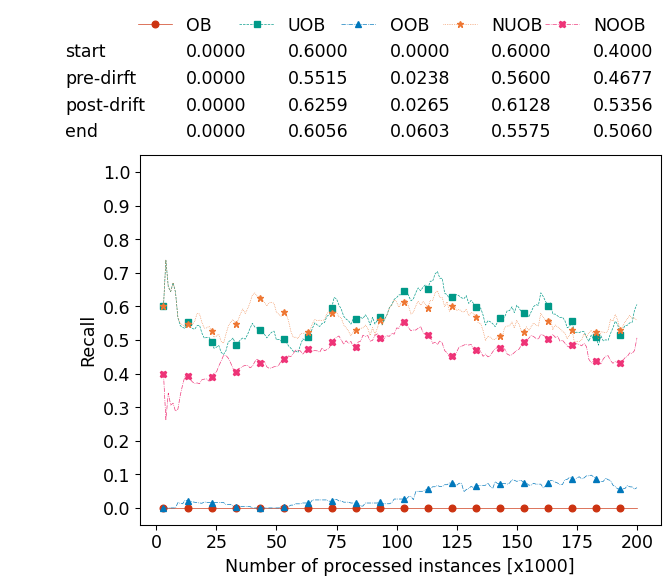 OB UOB OOB NUOB NOOB
start 0.0000 0.6000 0.0000 0.6000 0.4000
pre-dirft 0.0000 0.5515 0.0238 0.5600 0.4677
post-drift 0.0000 0.6259 0.0265 0.6128 0.5356
end 0.0000 0.6056 0.0603 0.5575 0.5060
1.0
0.9
0.8
0.7
0.6
0.5
0.4
0.3
0.2
0.1
0.0
Recall
0 25 50 75 100 125 150 175 200
Number of processed instances [x1000]